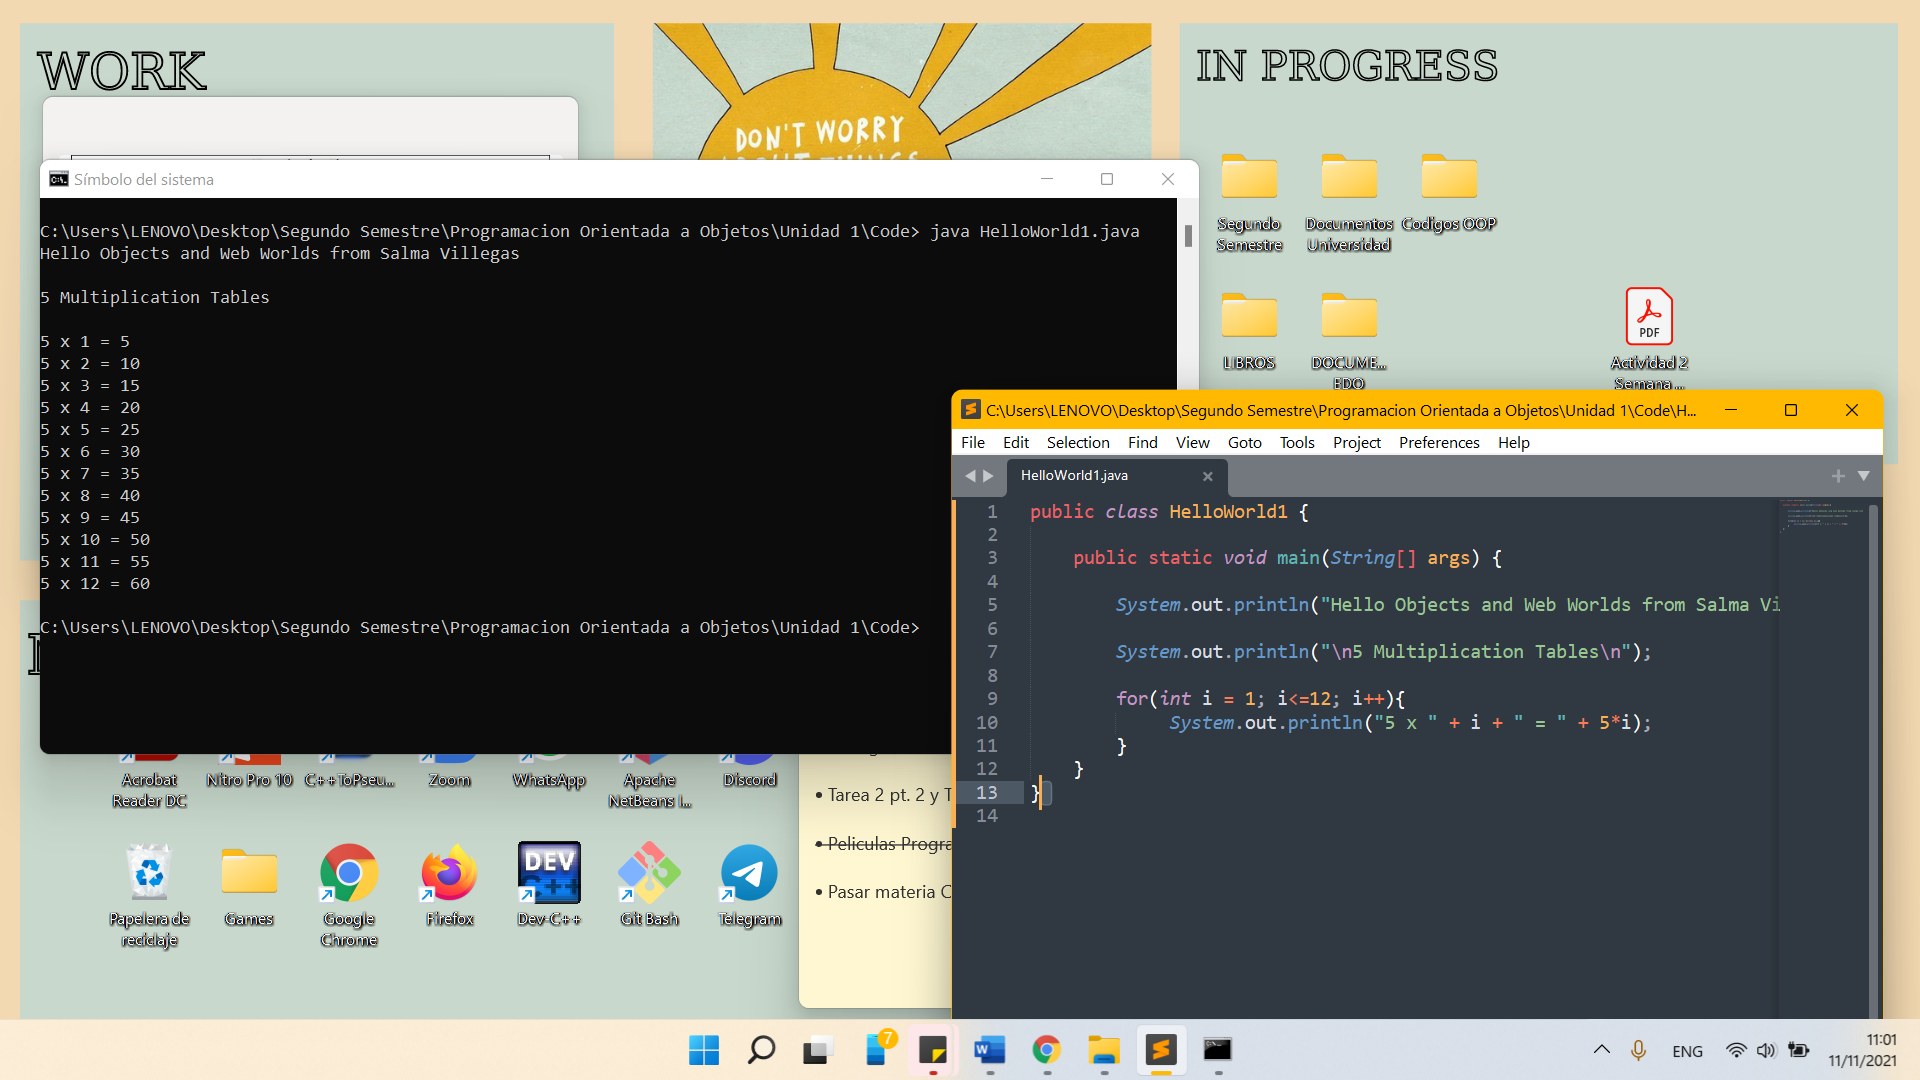 WORK
DON'T WORRY
IN PROGRESS
Segundo
Semestre
Documentos
Universidad
Codigos OOP
LIBROS
DOCUME...
EDO
PDF
Actividad 2
Semana ...
Símbolo del sistema
C:\Users\LENOVO\Desktop\Segundo Semestre\Programacion Orientada a Objetos\Unidad 1\Code> java HelloWorld1.java
Hello Objects and Web Worlds from Salma Villegas
5 Multiplication Tables
5 x 1 = 5
5 x 2 = 10
5 x 3 = 15
5 x 4 = 20
5 x 5 = 25
5 x 6 = 30
5 x 7 = 35
5 x 8 = 40
5 x 9 = 45
5 x 10 = 50
5 x 11 = 55
5 x 12 = 60
C:\Users\LENOVO\Desktop\Segundo Semestre\Programacion Orientada a Objetos\Unidad 1\Code>
C:\Users\LENOVO\Desktop\Segundo Semestre\Programacion Orientada a Objetos\Unidad 1\Code\H...
File Edit Selection Find View Goto Tools Project Preferences Help
HelloWorld1.java
1 public class HelloWorld1 {
2
3 public static void main(String[] args) {
4
5 System.out.println("Hello Objects and Web Worlds from Salma Vi
6
7 System.out.println("\n5 Multiplication Tables\n");
8
9 for(int i = 1; i<=12; i++){
10 System.out.println("5 x " + i + " = " + 5*i);
11 }
12 }
13 }
14
Acrobat
Reader DC
Nitro Pro 10
C++ToPseu...
Zoom
WhatsApp
Apache
NetBeans I...
Discord
• Tarea 2 pt. 2 y T
• Peliculas Progra
• Pasar materia C
Papelera de
reciclaje
Games
Google
Chrome
Firefox
DEV
C++
Dev-C++
Git Bash
Telegram
7
W
ENG
11:01
11/11/2021